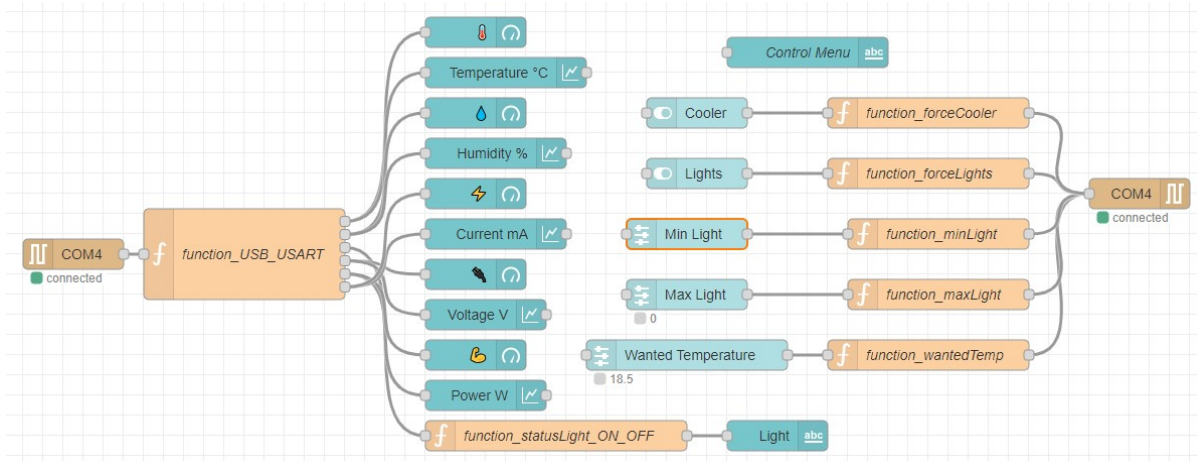 Temperature °C
Humidity %
Current mA
Voltage V
Power W
COM4
connected
function_USB_USART
function_statusLight_ON_OFF
Light abc
Control Menu abc
Cooler
function_forceCooler
Lights
function_forceLights
Min Light
function_minLight
Max Light
0
function_maxLight
Wanted Temperature
18.5
function_wantedTemp
COM4
connected